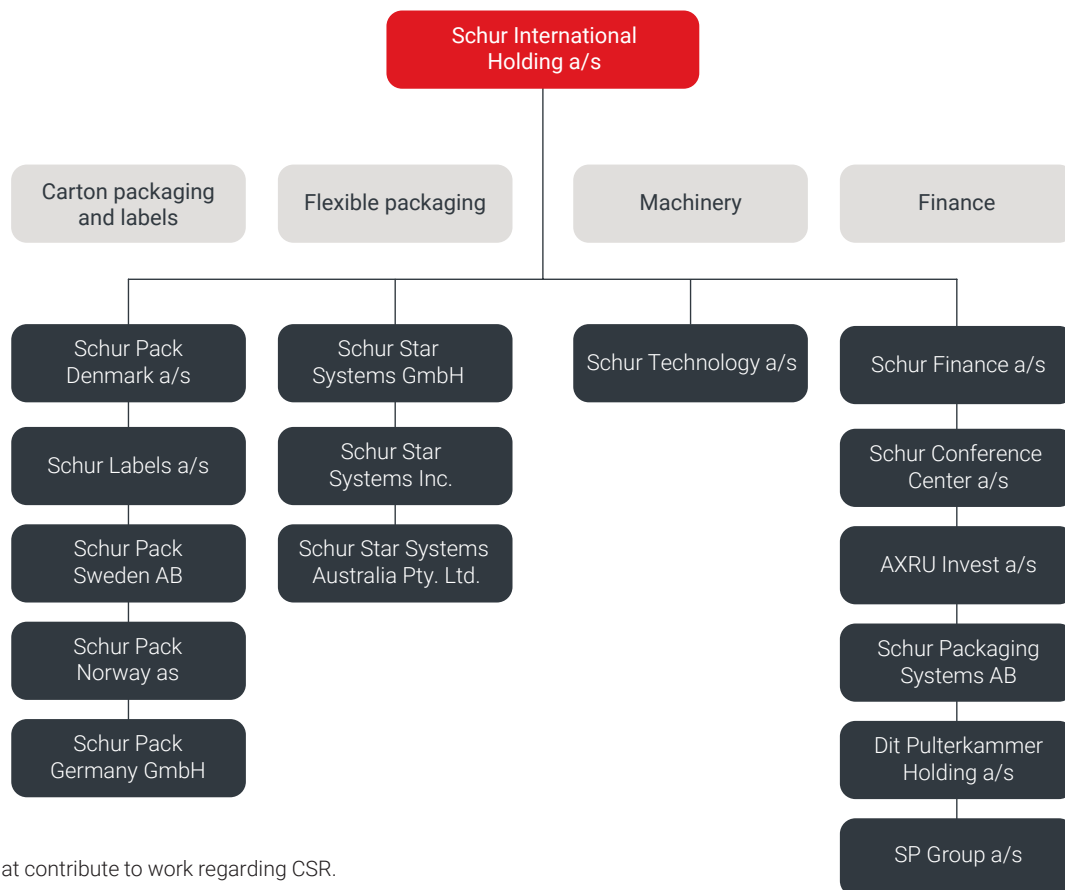 Schur International
Holding a/s
Carton packaging
and labels
Flexible packaging
Machinery
Finance
Schur Pack
Denmark a/s
Schur Labels a/s
Schur Pack
Sweden AB
Schur Pack
Norway as
Schur Pack
Germany GmbH
Schur Star
Systems GmbH
Schur Star
Systems Inc.
Schur Star Systems
Australia Pty. Ltd.
Schur Technology a/s
Schur Finance a/s
Schur Conference
Center a/s
AXRU Invest a/s
Schur Packaging
Systems AB
Dit Pulterkammer
Holding a/s
SP Group a/s
at contribute to work regarding CSR.